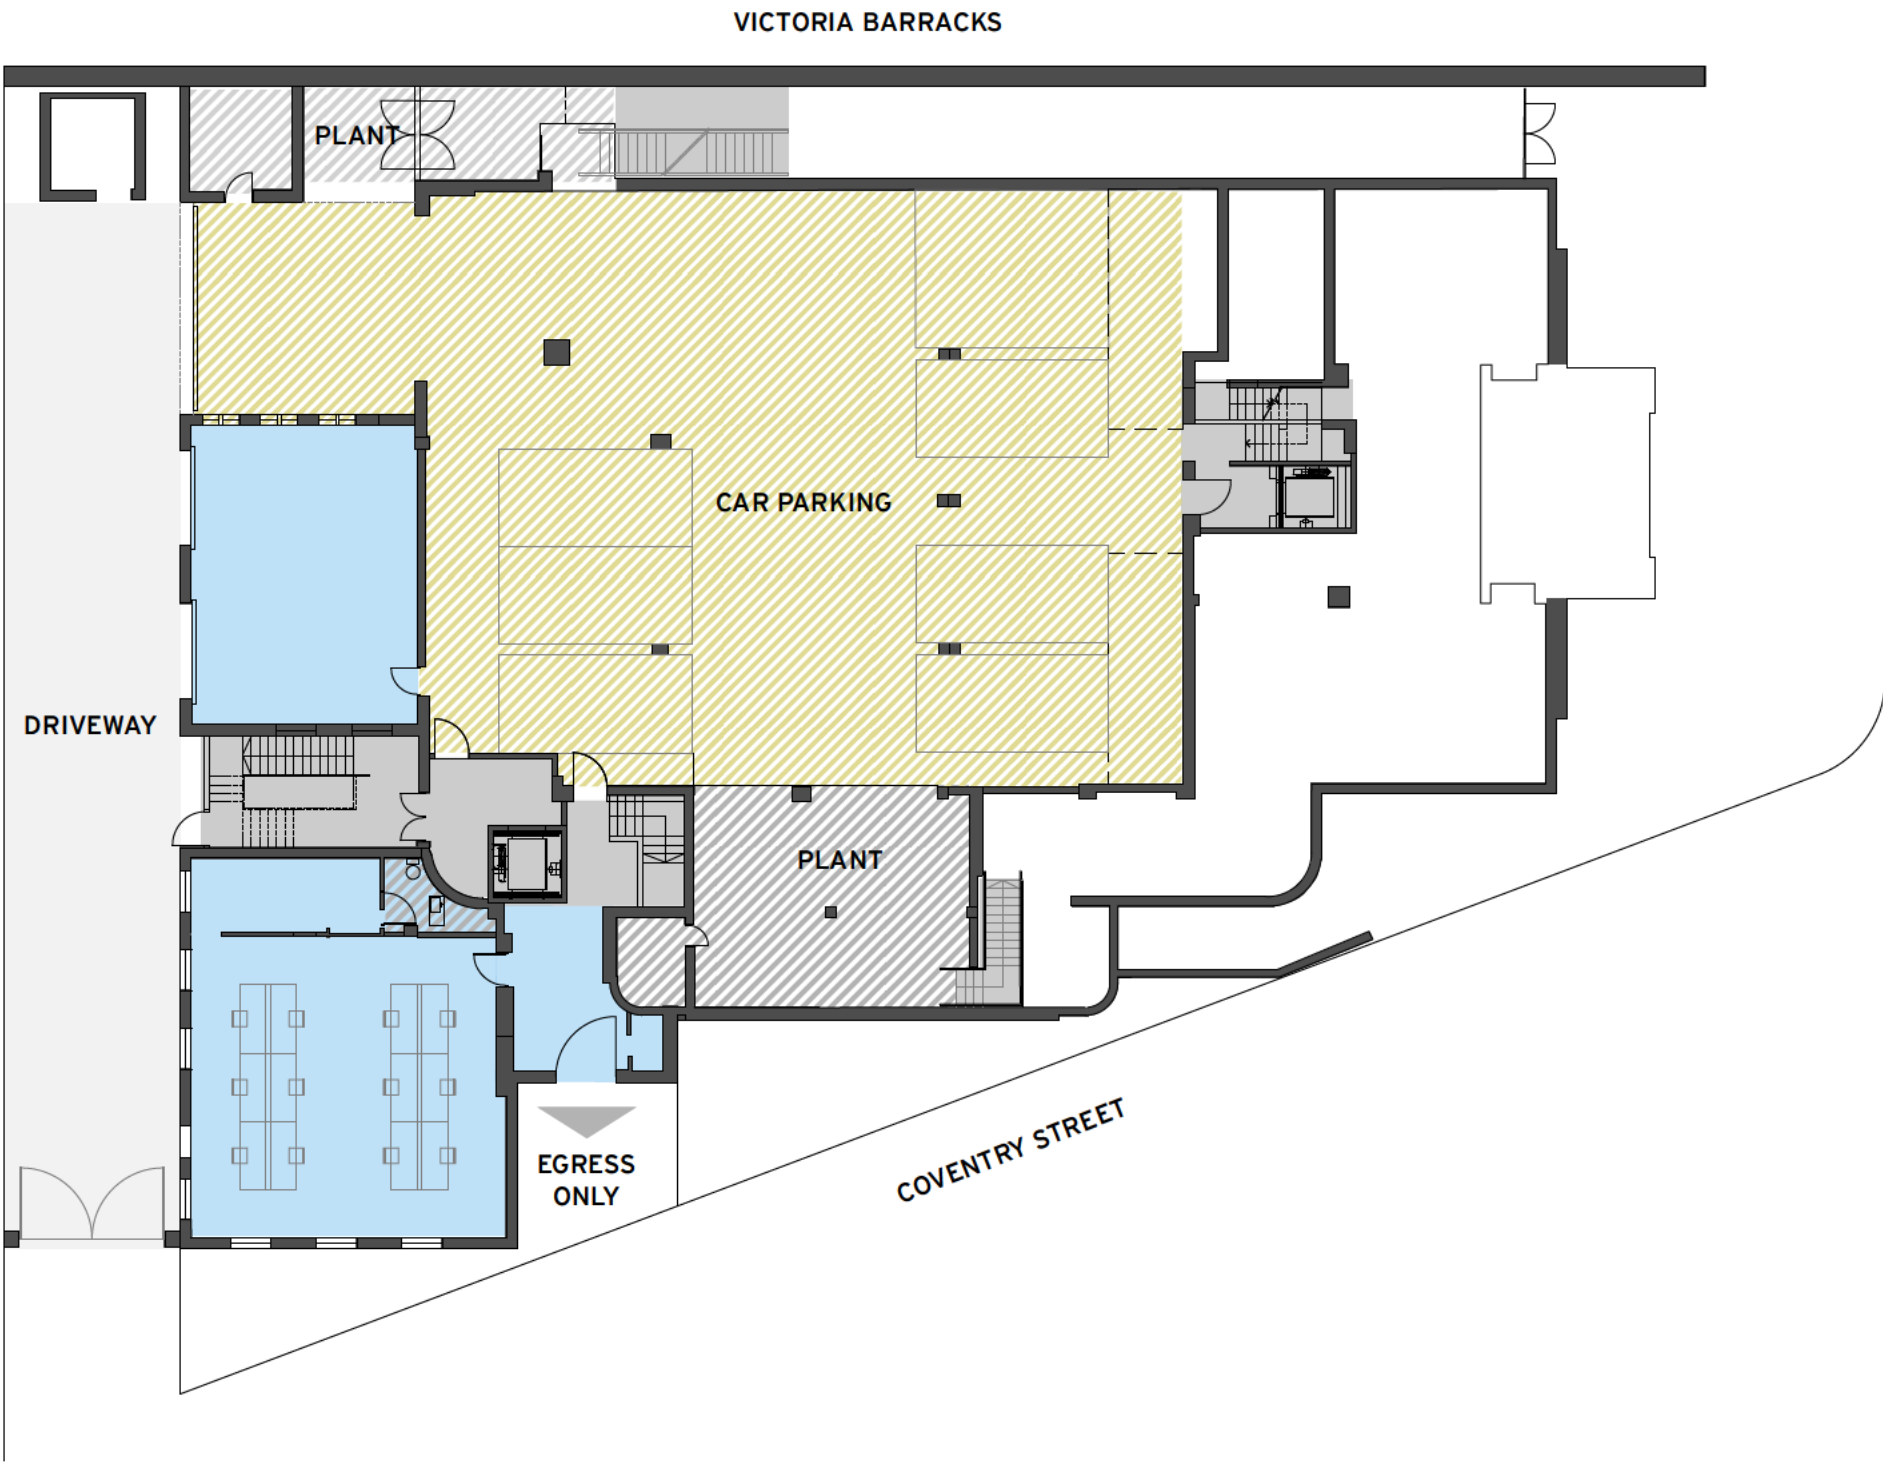 VICTORIA BARRACKS
PLANT
CAR PARKING
DRIVEWAY
PLANT
EGRESS
ONLY
COVENTRY STREET